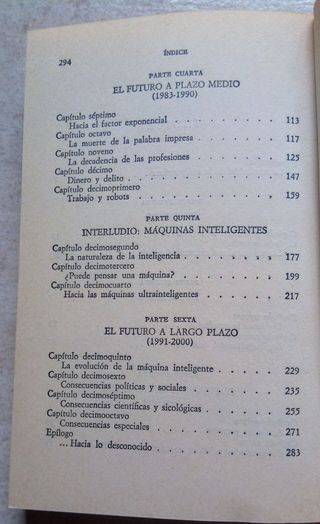 294
ÍNDICE
PARTE CUARTA
EL FUTURO A PLAZO MEDIO
(1983-1990)
Capítulo séptimo
Hacia el factor exponencial . . . . . . . . . 113
Capítulo octavo
La muerte de la palabra impresa . . . . . . . 117
Capítulo noveno
La decadencia de las profesiones . . . . . . . 125
Capítulo décimo
Dinero y delito . . . . . . . . . . . . . 147
Capítulo decimoprimero
Trabajo y robots . . . . . . . . . . . . 159
PARTE QUINTA
INTERLUDIO: MÁQUINAS INTELIGENTES
Capítulo decimosegundo
La naturaleza de la inteligencia . . . . . . . . 177
Capítulo decimotercero
¿Puede pensar una máquina? . . . . . . . . . 199
Capítulo decimocuarto
Hacia las máquinas ultrainteligentes . . . . . . 217
PARTE SEXTA
EL FUTURO A LARGO PLAZO
(1991-2000)
Capítulo decimoquinto
La evolución de la máquina inteligente . . . . . 229
Capítulo decimosexto
Consecuencias políticas y sociales . . . . . . . 235
Capítulo decimoséptimo
Consecuencias científicas y sicológicas . . . . . 255
Capítulo decimooctavo
Consecuencias especiales . . . . . . . . . . 271
Epílogo
... Hacia lo desconocido . . . . . . . . . . 283